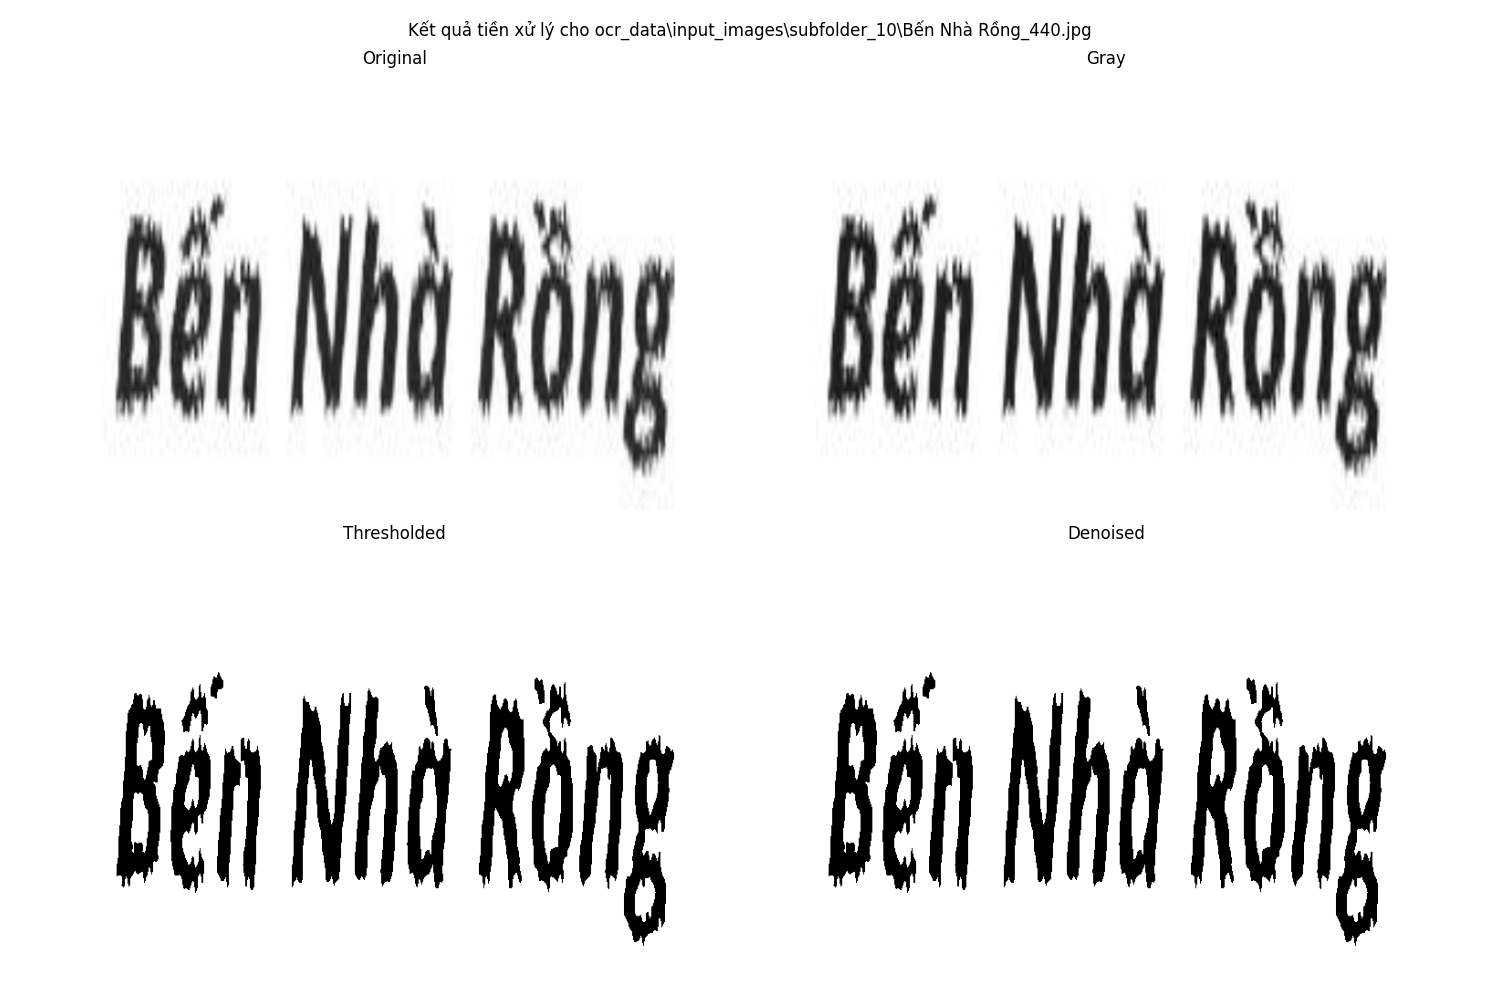 Kết quả tiền xử lý cho ocr_data\input_images\subfolder_10\Bến Nhà Rồng_440.jpg
Original
Gray
Bến Nhà Rồng
Bến Nhà Rồng
Thresholded
Denoised
Bến Nhà Rồng
Bến Nhà Rồng